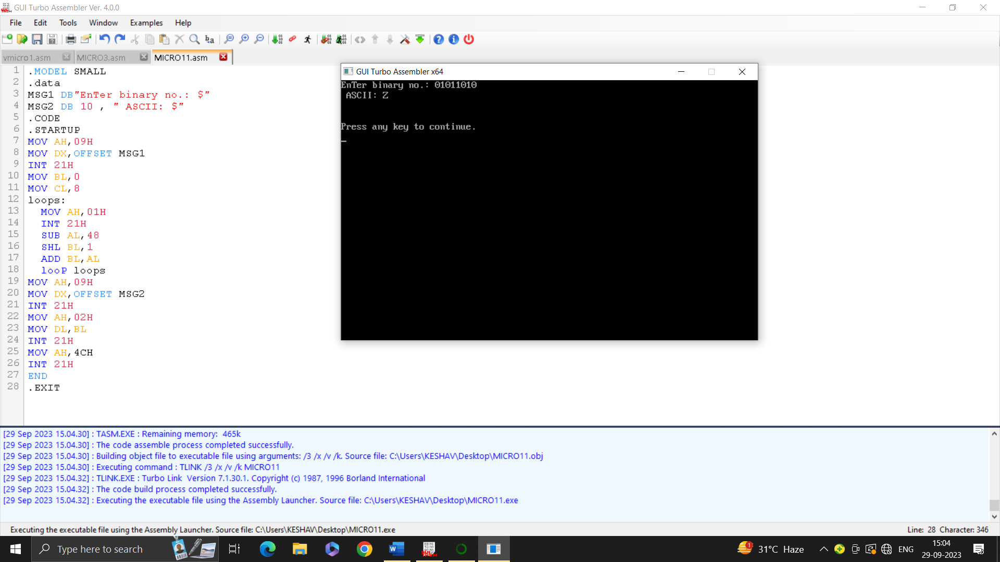 GUI Turbo Assembler Ver. 4.0.0
File Edit Tools Window Examples Help
vmicro1.asm MICRO3.asm MICRO11.asm
1 .MODEL SMALL
2 .data
3 MSG1 DB"EnTer binary no.: $"
4 MSG2 DB 10 , " ASCII: $"
5 .CODE
6 .STARTUP
7 MOV AH,09H
8 MOV DX,OFFSET MSG1
9 INT 21H
10 MOV BL,0
11 MOV CL,8
12 loops:
13 MOV AH,01H
14 INT 21H
15 SUB AL,48
16 SHL BL,1
17 ADD BL,AL
18 looP loops
19 MOV AH,09H
20 MOV DX,OFFSET MSG2
21 INT 21H
22 MOV AH,02H
23 MOV DL,BL
24 INT 21H
25 MOV AH,4CH
26 INT 21H
27 END
28 .EXIT
GUI Turbo Assembler x64
EnTer binary no.: 01011010
ASCII: Z
Press any key to continue.
[29 Sep 2023 15.04.30] : TASM.EXE : Remaining memory: 465k
[29 Sep 2023 15.04.30] : The code assemble process completed successfully.
[29 Sep 2023 15.04.30] : Building object file to executable file using arguments: /3 /x /v /k. Source file: C:\Users\KESHAV\Desktop\MICRO11.obj
[29 Sep 2023 15.04.30] : Executing command : TLINK /3 /x /v /k MICRO11
[29 Sep 2023 15.04.32] : TLINK.EXE : Turbo Link Version 7.1.30.1. Copyright (c) 1987, 1996 Borland International
[29 Sep 2023 15.04.32] : The code build process completed successfully.
[29 Sep 2023 15.04.32] : Executing the executable file using the Assembly Launcher. Source file: C:\Users\KESHAV\Desktop\MICRO11.exe
Executing the executable file using the Assembly Launcher. Source file: C:\Users\KESHAV\Desktop\MICRO11.exe
Line: 28 Character: 346
Type here to search
1
31°C Haze
ENG
15:04
29-09-2023